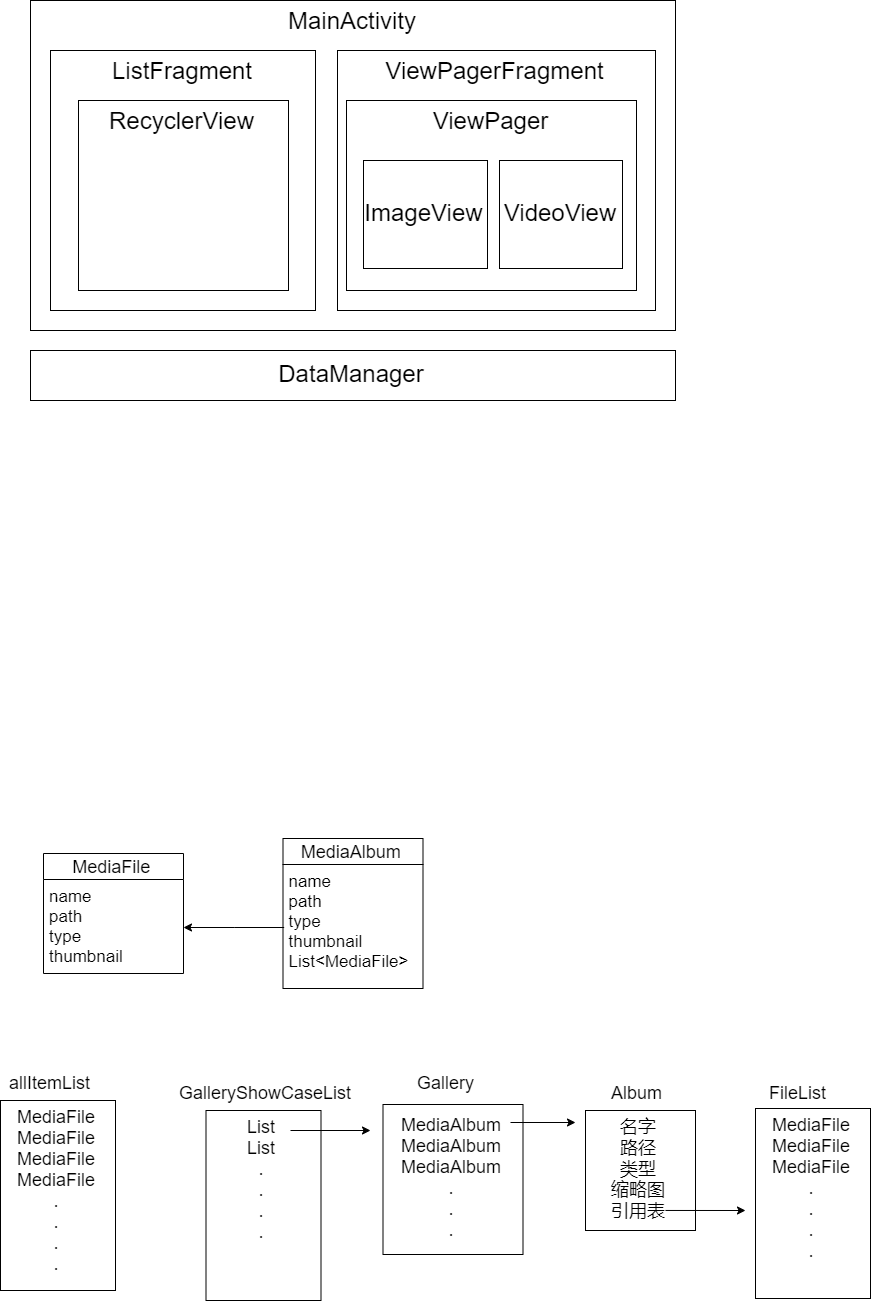 MainActivity
ListFragment
RecyclerView
ViewPagerFragment
ViewPager
ImageView
VideoView
DataManager
MediaFile
name
path
type
thumbnail
MediaAlbum
name
path
type
thumbnail
List<MediaFile>
allItemList
MediaFile
MediaFile
MediaFile
MediaFile
.
.
.
.
GalleryShowCaseList
List
List
.
.
.
.
Gallery
MediaAlbum
MediaAlbum
MediaAlbum
.
.
.
Album
名字
路径
类型
缩略图
引用表
FileList
MediaFile
MediaFile
MediaFile
.
.
.
.